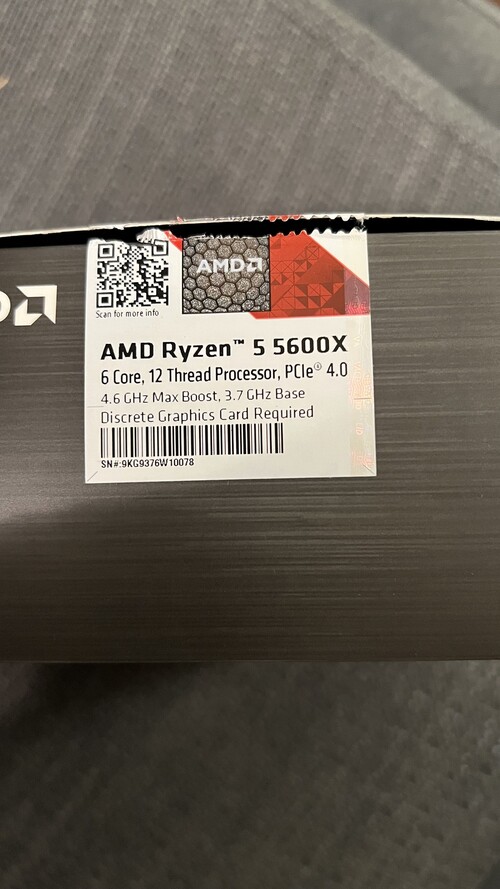 AMD
Scan for more info
AMD Ryzen™ 5 5600X
6 Core, 12 Thread Processor, PCIe® 4.0
4.6 GHz Max Boost, 3.7 GHz Base
Discrete Graphics Card Required
SN#:9KG9376W10078